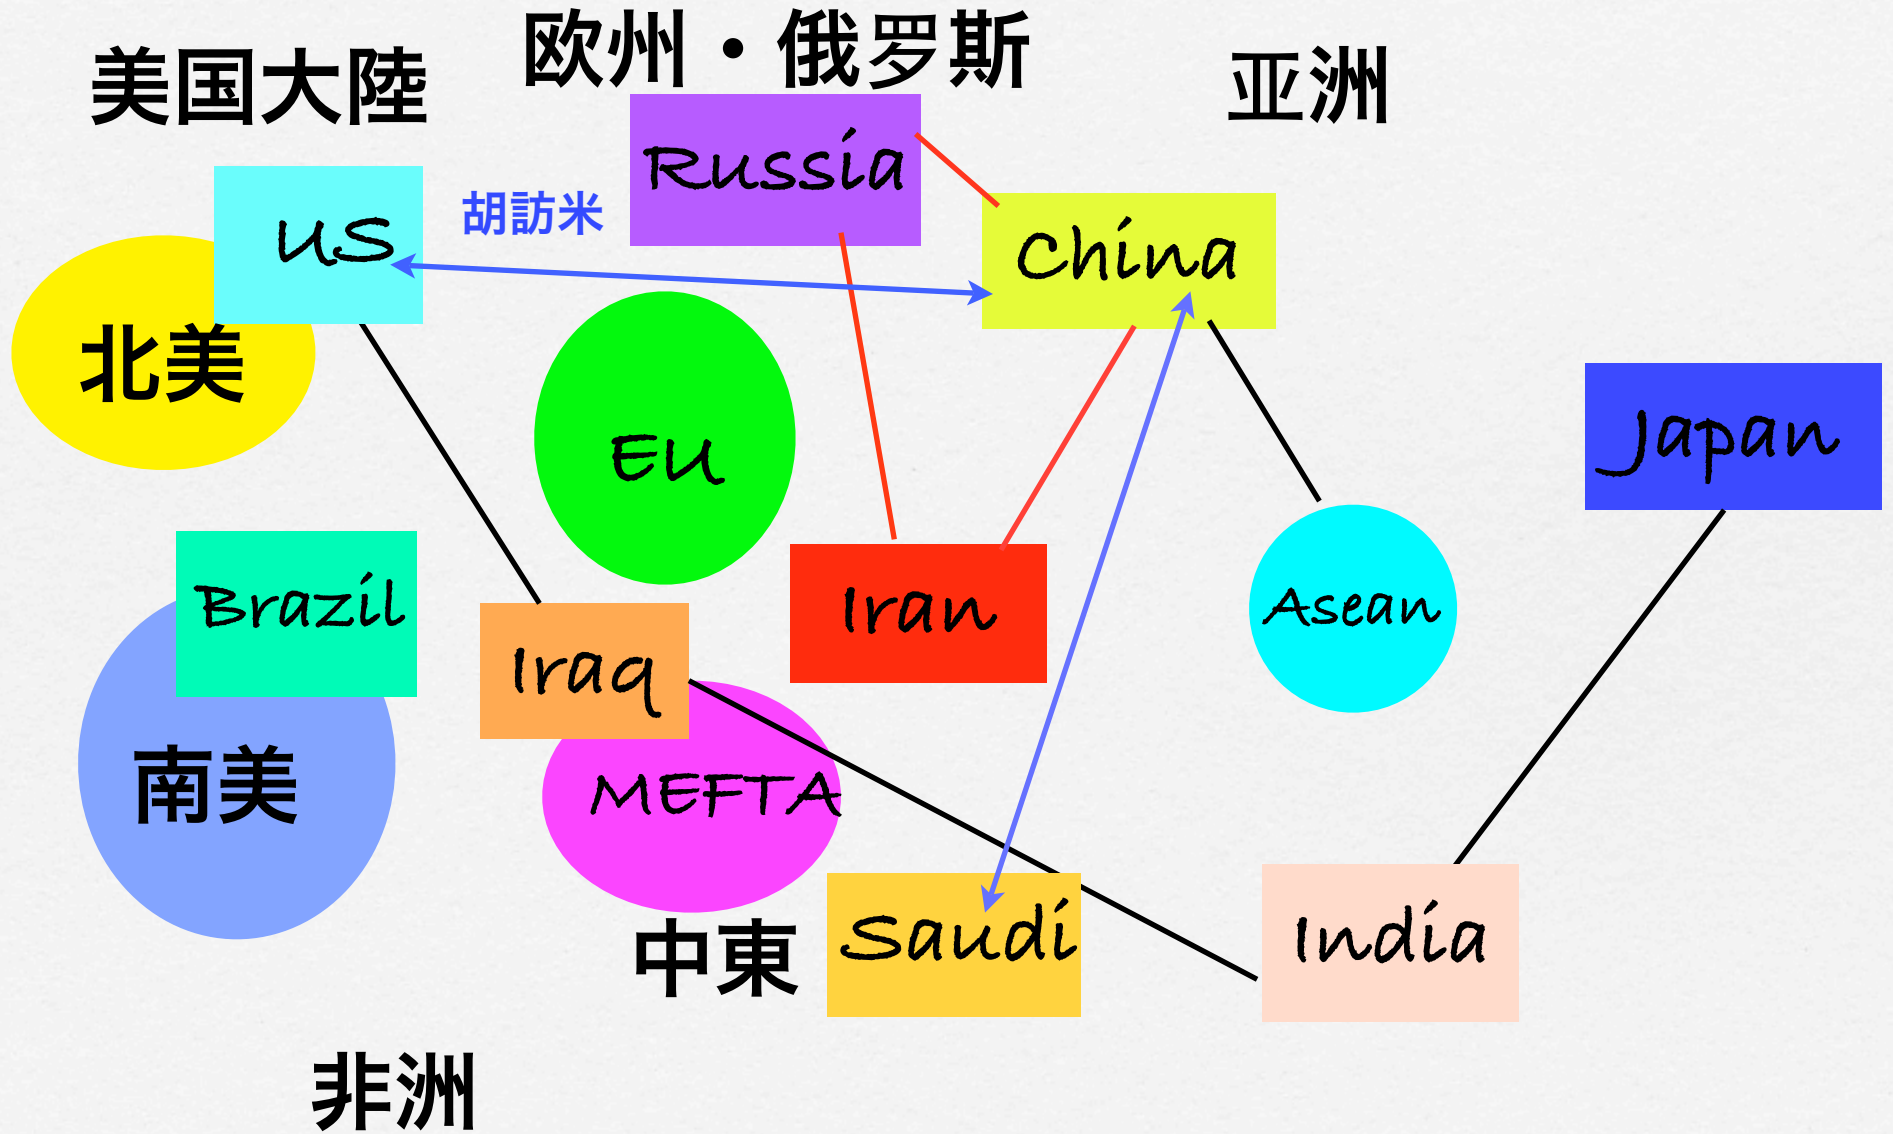 美国大陸
欧州・俄罗斯
亚洲
Russia
US
胡訪米
China
北美
EU
Japan
Brazil
Iraq
Iran
Asean
南美
MEFTA
中東
Saudi
India
非洲